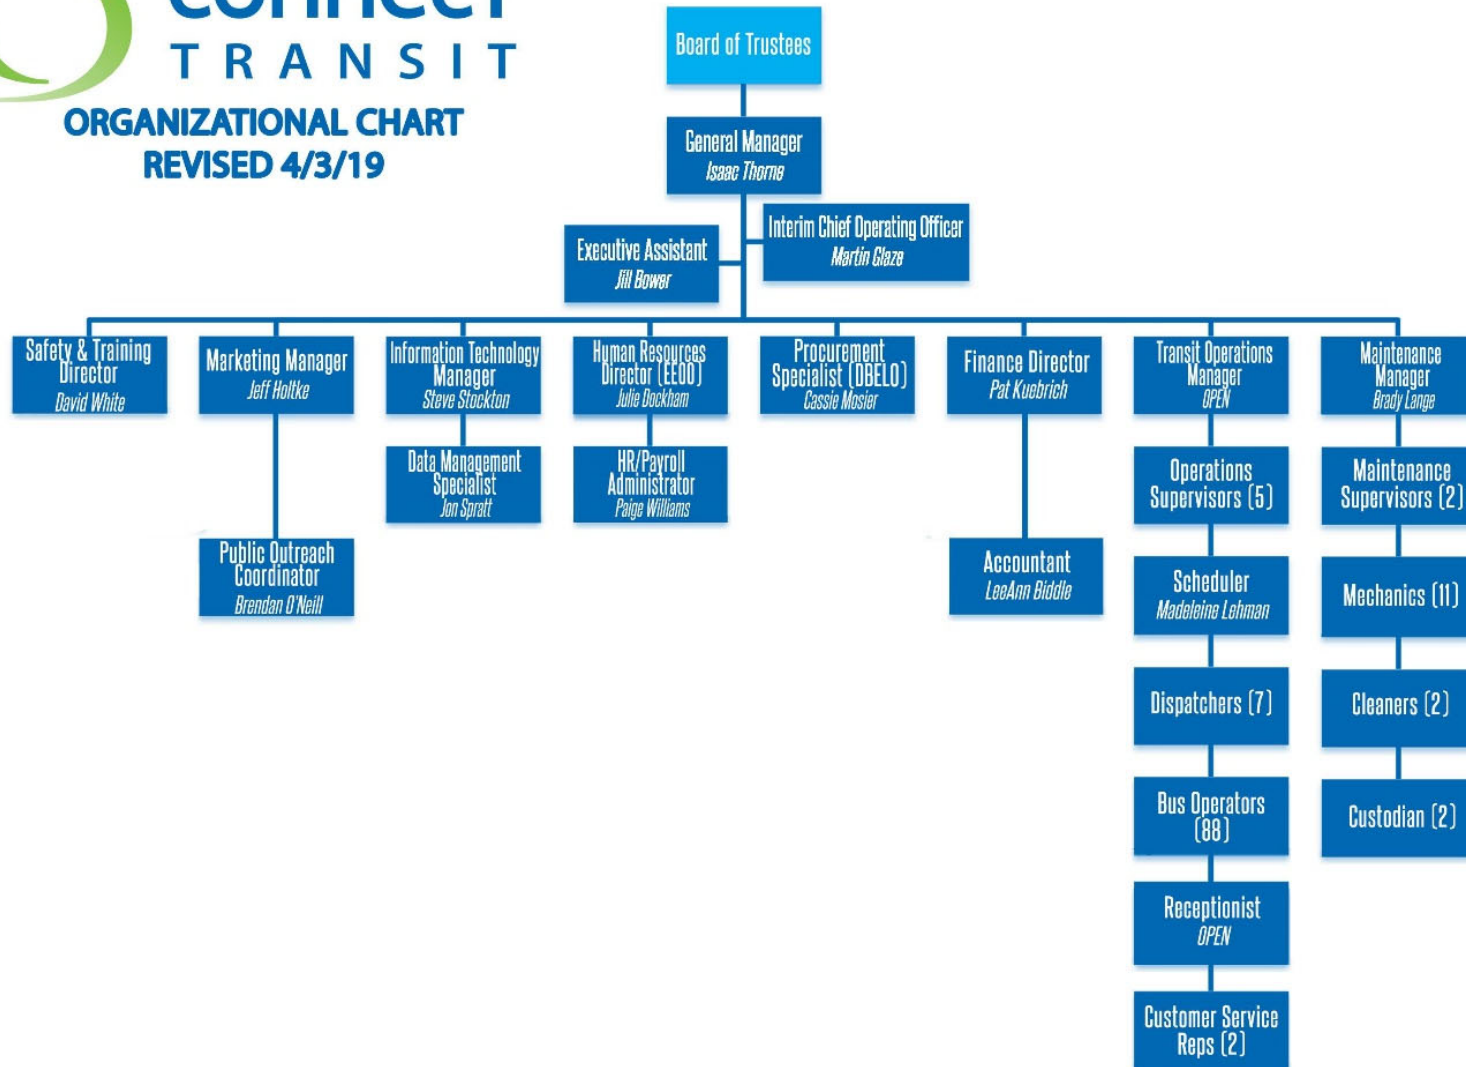 connect
TRANSIT
ORGANIZATIONAL CHART
REVISED 4/3/19
Board of Trustees
General Manager
Isaac Thorne
Interim Chief Operating Officer
Martin Glaze
Executive Assistant
Jill Bower
Safety & Training
Director
David White
Marketing Manager
Jeff Holtke
Information Technology
Manager
Steve Stockton
Human Resources
Director (EEOO)
Julie Dockham
Procurement
Specialist (DBELO)
Cassie Mosier
Finance Director
Pat Kuebrich
Transit Operations
Manager
OPEN
Maintenance
Manager
Brady Lange
Data Management
Specialist
Jon Spratt
HR/Payroll
Administrator
Paige Williams
Operations
Supervisors (5)
Maintenance
Supervisors (2)
Public Outreach
Coordinator
Brendan O'Neill
Accountant
LeeAnn Biddle
Scheduler
Madeleine Lehman
Mechanics (11)
Dispatchers (7)
Cleaners (2)
Bus Operators
(88)
Custodian (2)
Receptionist
OPEN
Customer Service
Reps (2)